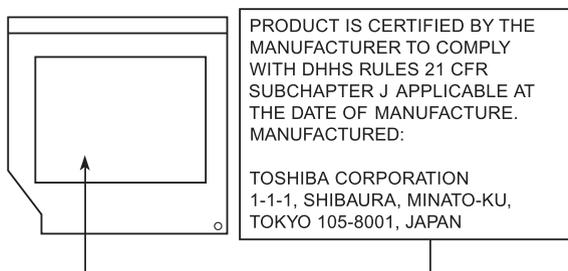 PRODUCT IS CERTIFIED BY THE
MANUFACTURER TO COMPLY
WITH DHHS RULES 21 CFR
SUBCHAPTER J APPLICABLE AT
THE DATE OF MANUFACTURE.
MANUFACTURED:
TOSHIBA CORPORATION
1-1-1, SHIBAURA, MINATO-KU,
TOKYO 105-8001, JAPAN